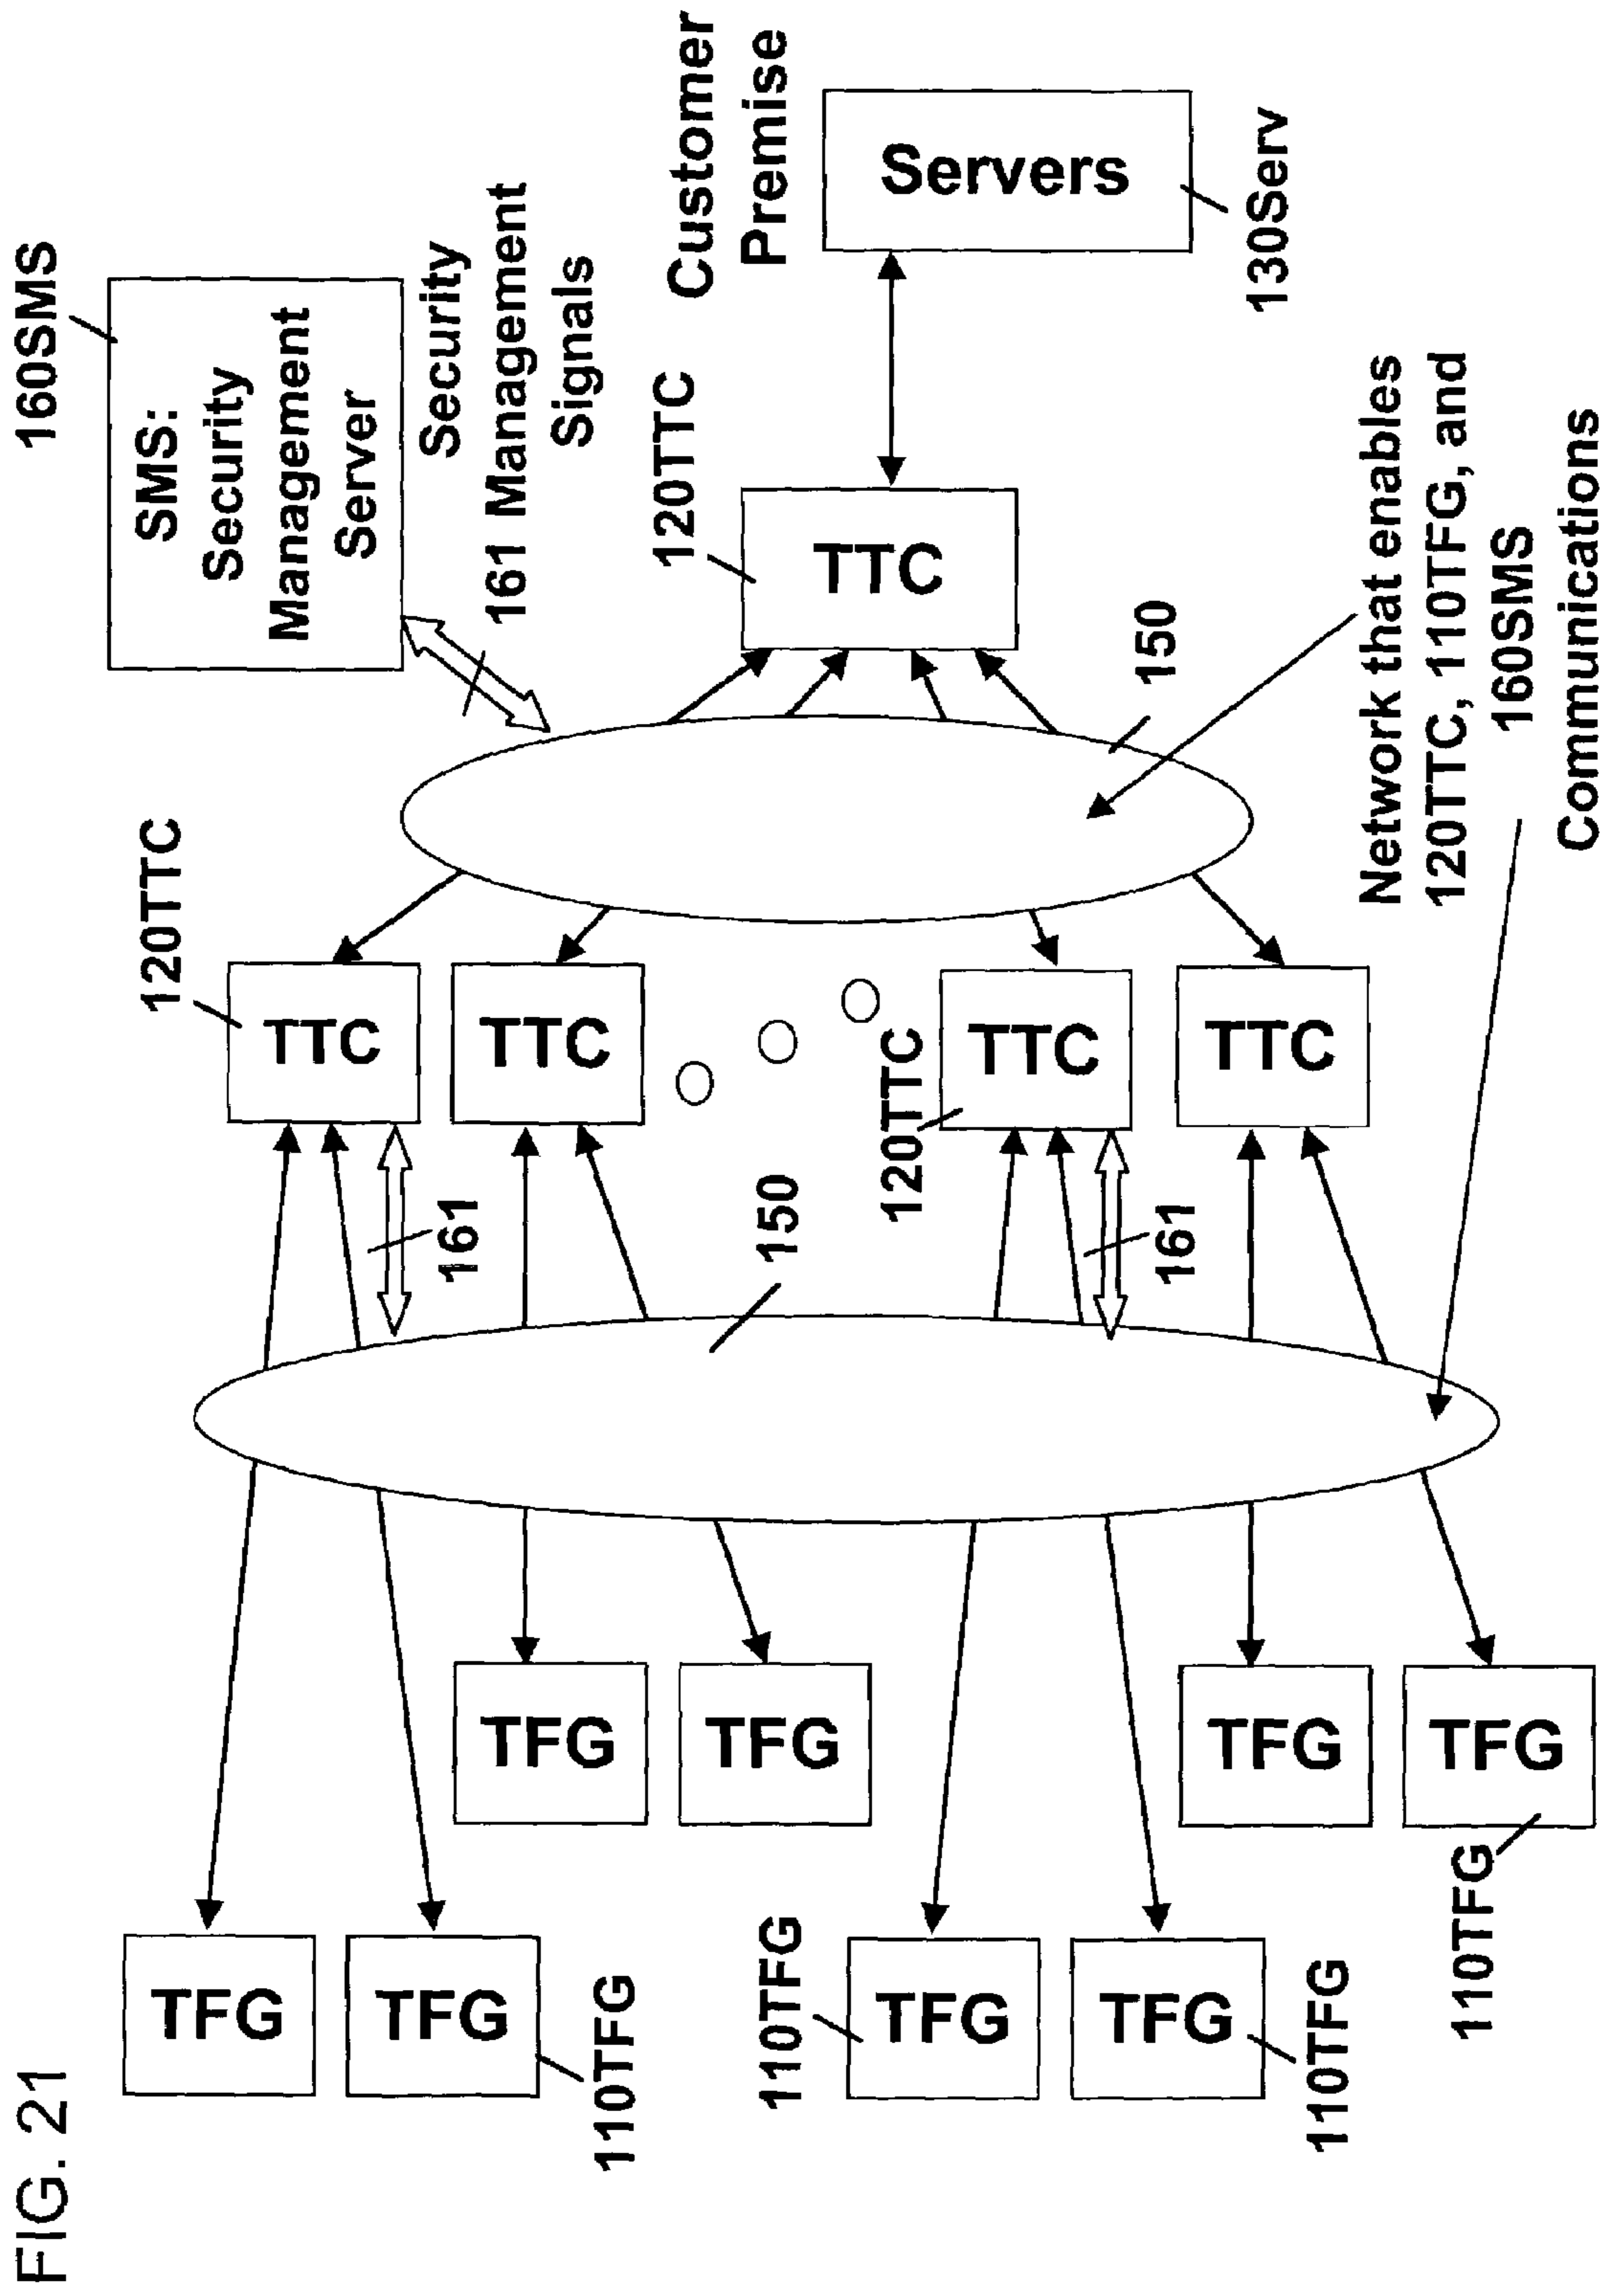 FIG. 21
160SMS
SMS:
Security
Management
Server
Security
161 Management
Signals
Customer
Premise
Servers
130Serv
120TTC
TTC
150
Network that enables
120TTC, 110TFG, and
160SMS
Communications
120TTC
TTC
TTC
120TTC
TTC
TTC
161
161
150
TFG
TFG
TFG
TFG
TFG
TFG
TFG
TFG
110TFG
110TFG
110TFG
110TFG